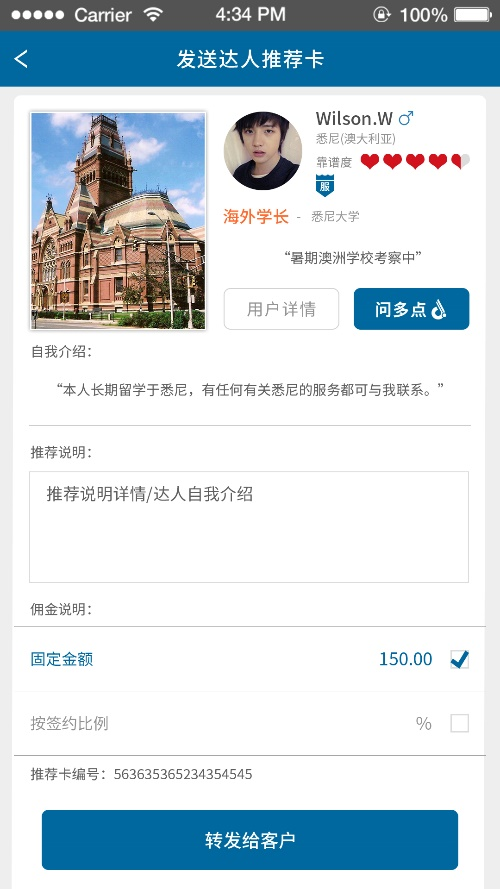 Carrier 4:34 PM 100%
发送达人推荐卡
Wilson.W
悉尼(澳大利亚)
靠谱度
服
海外学长 - 悉尼大学
“暑期澳洲学校考察中”
用户详情 问多点
自我介绍：
“本人长期留学于悉尼，有任何有关悉尼的服务都可与我联系。”
推荐说明：
推荐说明详情/达人自我介绍
佣金说明：
固定金额 150.00
按签约比例 %
推荐卡编号：563635365234354545
转发给客户